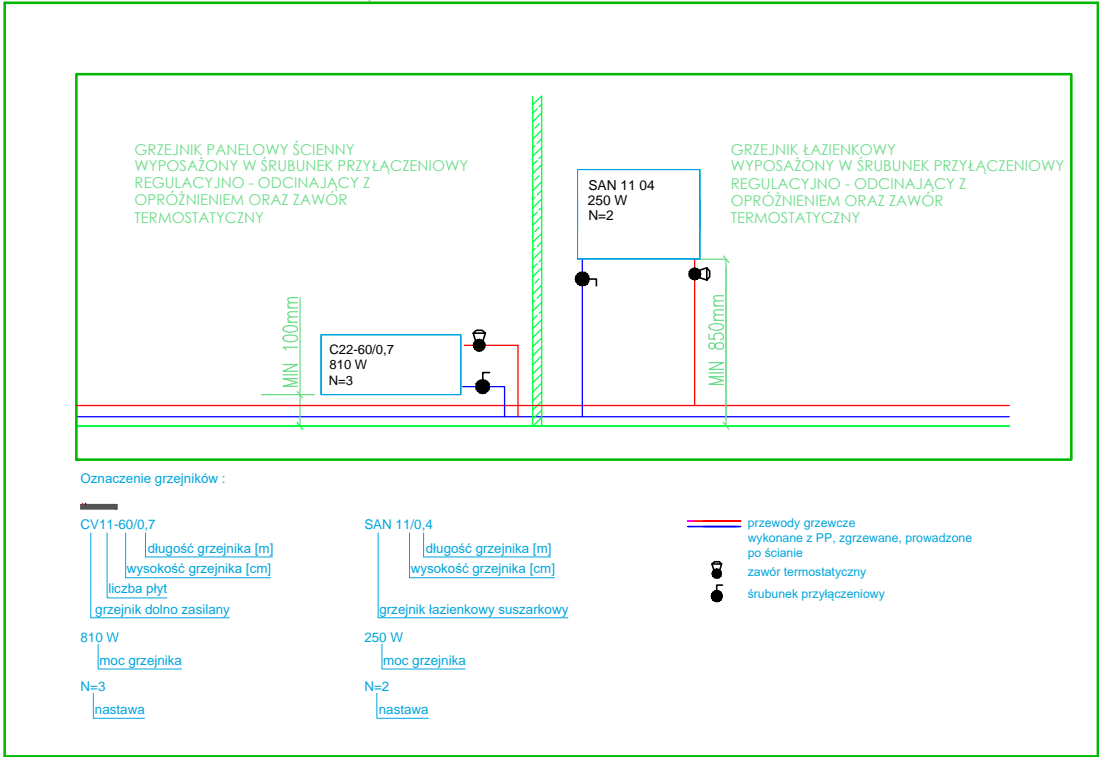 GRZEJNIK PANELOWY ŚCIENNY
WYPOSAŻONY W ŚRUBUNEK PRZYŁĄCZENIOWY
REGULACYJNO - ODCINAJĄCY Z
OPRÓŻNIENIEM ORAZ ZAWÓR
TERMOSTATYCZNY
GRZEJNIK ŁAZIENKOWY
WYPOSAŻONY W ŚRUBUNEK PRZYŁĄCZENIOWY
REGULACYJNO - ODCINAJĄCY Z
OPRÓŻNIENIEM ORAZ ZAWÓR
TERMOSTATYCZNY
SAN 11 04
250 W
N=2
MIN 100mm
C22-60/0,7
810 W
N=3
MIN 850mm
Oznaczenie grzejników :
CV11-60/0,7
długość grzejnika [m]
wysokość grzejnika [cm]
liczba płyt
grzejnik dolno zasilany
810 W
moc grzejnika
N=3
nastawa
SAN 11/0,4
długość grzejnika [m]
wysokość grzejnika [cm]
grzejnik łazienkowy suszarkowy
250 W
moc grzejnika
N=2
nastawa
przewody grzewcze
wykonane z PP, zgrzewane, prowadzone
po ścianie
zawór termostatyczny
śrubunek przyłączeniowy